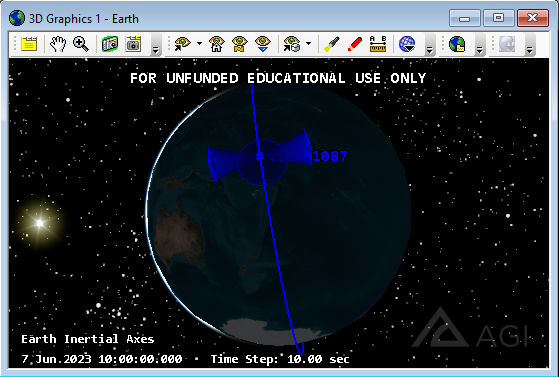 3D Graphics 1 - Earth
A B
FOR UNFUNDED EDUCATIONAL USE ONLY
1087
AGI
Earth Inertial Axes
7 Jun 2023 10:00:00.000 Time Step: 10.00 sec